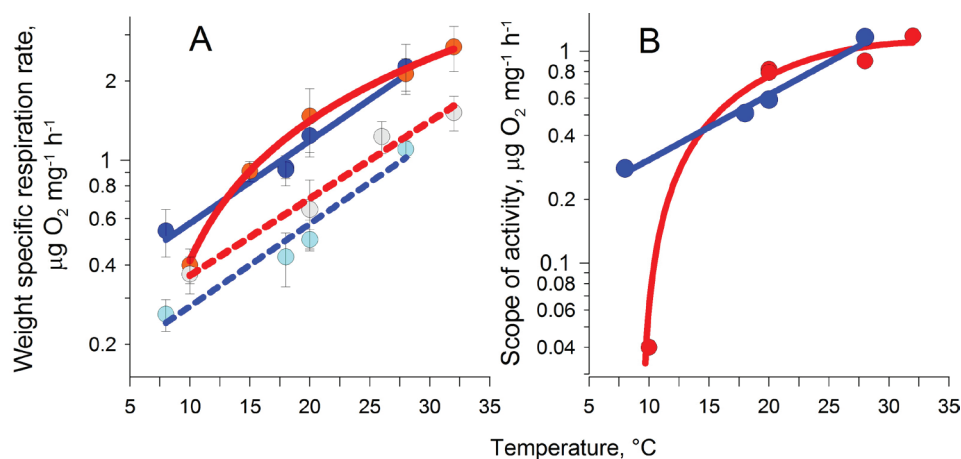 A
B
Weight specific respiration rate,
µg O2 mg-1 h-1
2
1
0.8
0.6
0.4
0.2
5 10 15 20 25 30 35
Scope of activity, µg O2 mg-1 h-1
1
0.8
0.6
0.4
0.2
0.1
0.08
0.06
0.04
5 10 15 20 25 30 35
Temperature, °C